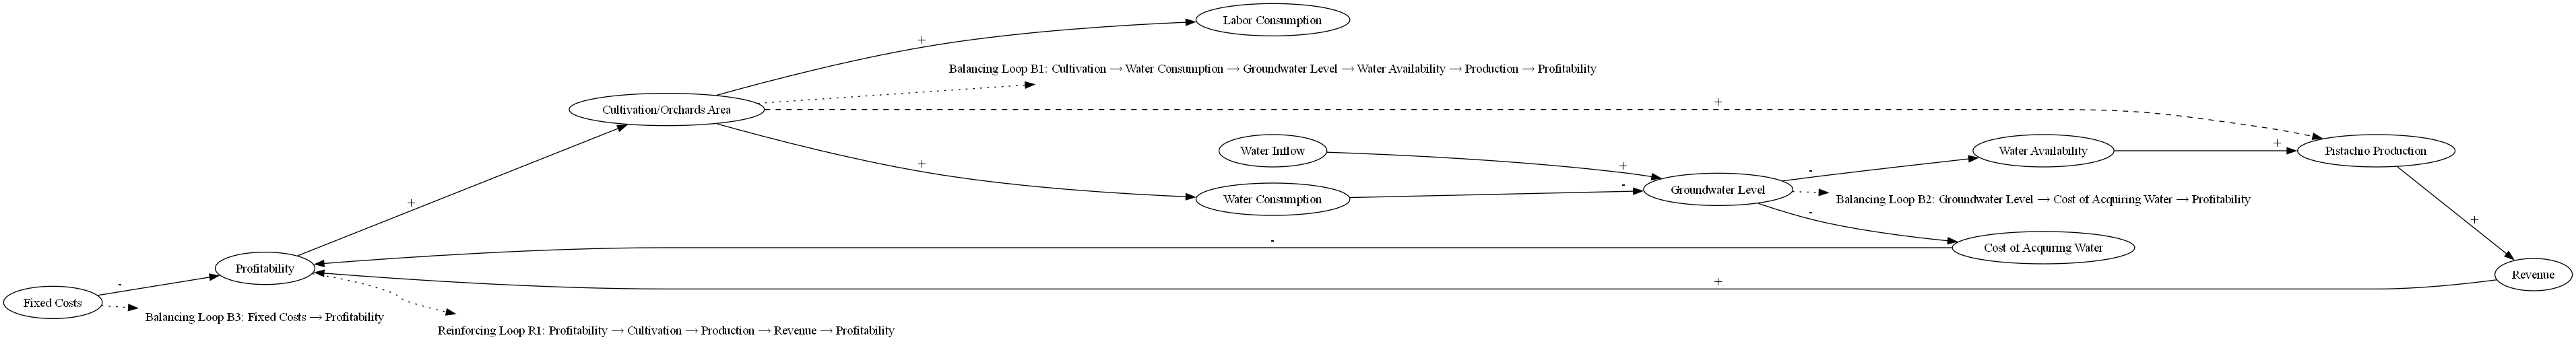 Labor Consumption
+
Balancing Loop B1: Cultivation → Water Consumption → Groundwater Level → Water Availability → Production → Profitability
Cultivation/Orchards Area
+
Water Inflow
Water Availability
+
Pistachio Production
+
+
-
-
Groundwater Level
Water Consumption
Balancing Loop B2: Groundwater Level → Cost of Acquiring Water → Profitability
+
-
+
-
Cost of Acquiring Water
Profitability
Revenue
+
-
Fixed Costs
Balancing Loop B3: Fixed Costs → Profitability
Reinforcing Loop R1: Profitability → Cultivation → Production → Revenue → Profitability